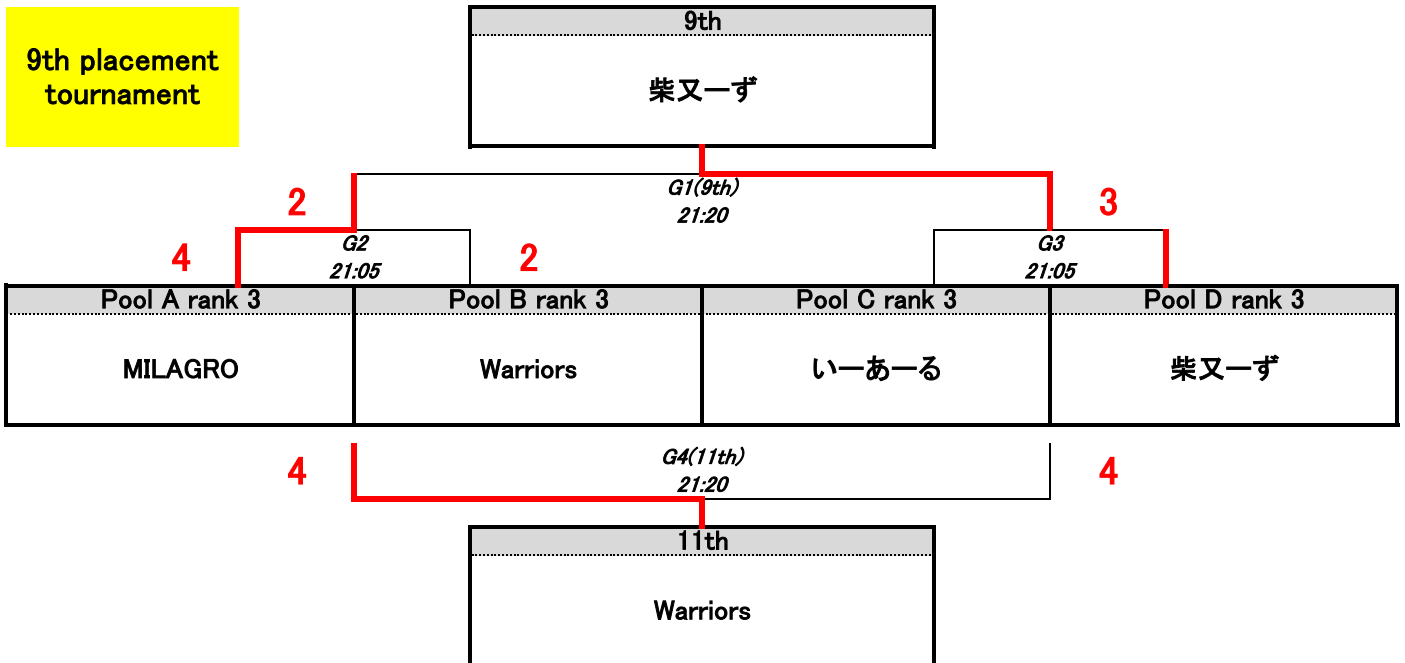 9th placement
tournament
9th
柴又ーず
2
G1(9th)
21:20
3
4
G2
21:05
2
G3
21:05
Pool A rank 3
Pool B rank 3
Pool C rank 3
Pool D rank 3
MILAGRO
Warriors
いーあーる
柴又ーず
4
G4(11th)
21:20
4
11th
Warriors